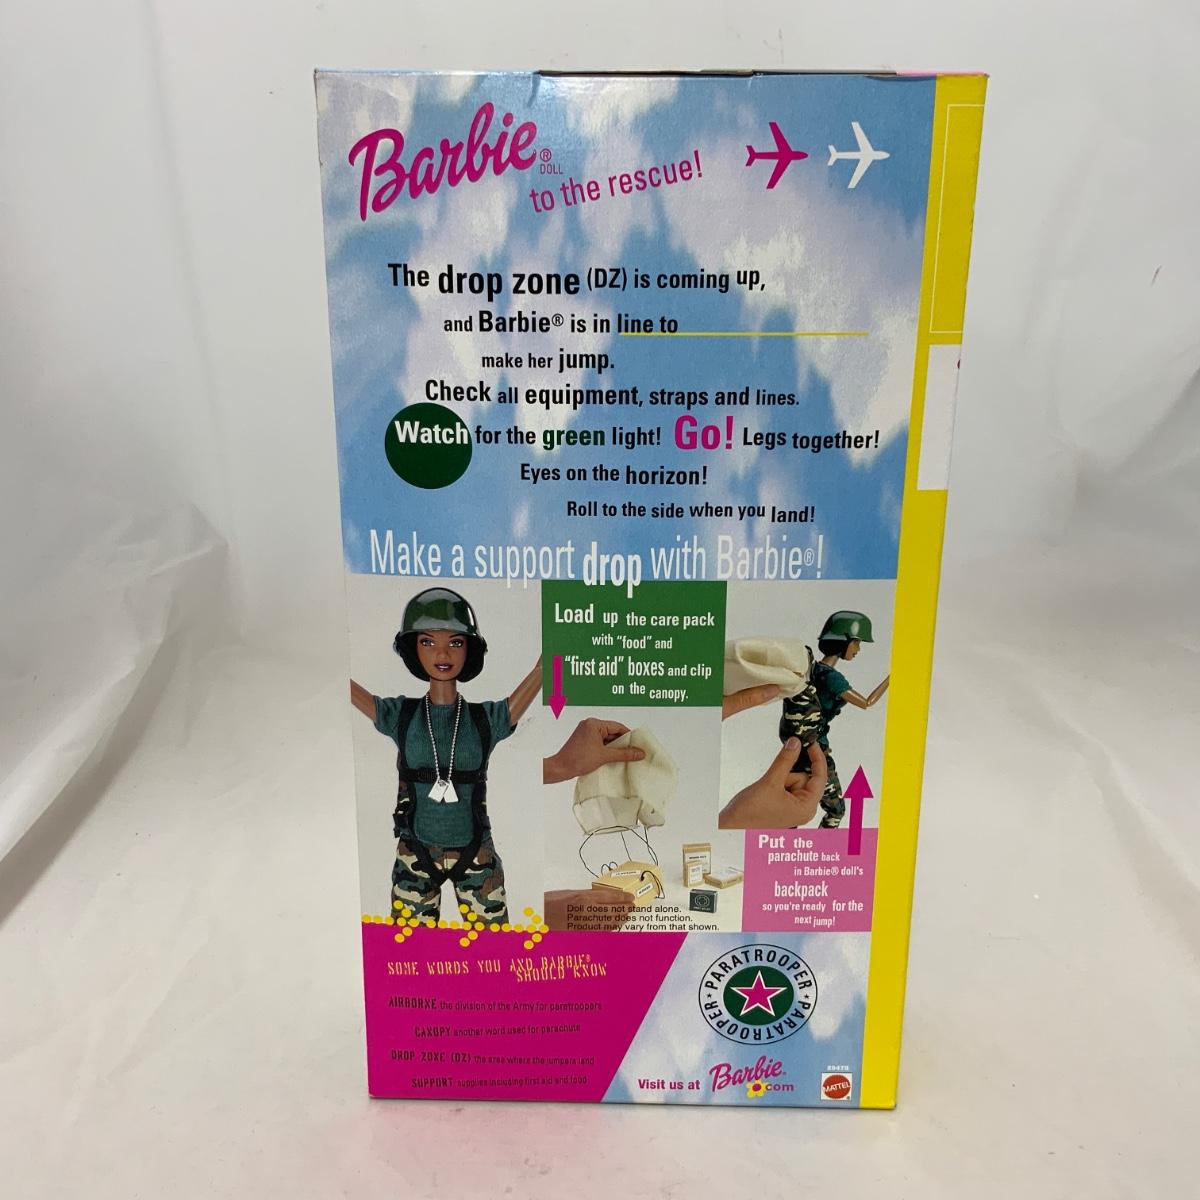 Barbie® DOLL
to the rescue!
The drop zone (DZ) is coming up,
and Barbie® is in line to
make her jump.
Check all equipment, straps and lines.
Watch for the green light! Go! Legs together!
Eyes on the horizon!
Roll to the side when you land!
Make a support drop with Barbie®!
Load up the care pack
with "food" and
"first aid" boxes and clip
on the canopy.
Put the
parachute back
in Barbie® doll's
backpack
so you're ready for the
next jump!
Doll does not stand alone.
Parachute does not function.
Product may vary from that shown.
SOME WORDS YOU AND BARBIE®
SHOULD KNOW
AIRBORNE the division of the Army for paratroopers
CANOPY another word used for parachute
DROP ZONE (DZ) the area where the jumpers land
SUPPORT supplies including first aid and food
PARATROOPER ★ PARATROOPER ★
Visit us at Barbie.com
MATTEL